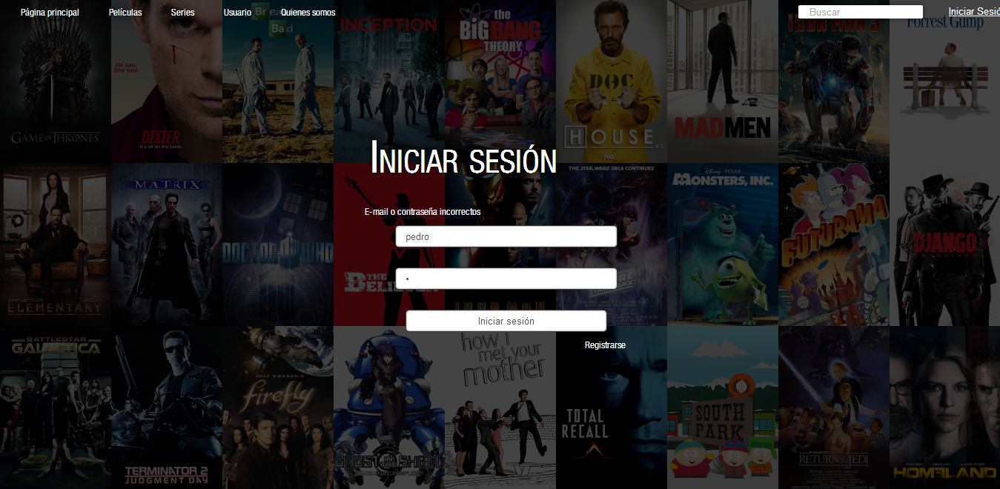 Página principal Películas Series Usuario Quienes somos Buscar Iniciar Sesió
Breaking
Bad
INCEPTION
the
BIG BANG
THEORY
IRON MAN 3
Forrest Gump
He saw.
She saw.
DOC
GAME OF THRONES
DEXTER
It's all on the table.
HOUSE M.D.
FOX
MADMEN
INICIAR SESIÓN
THE STAR WARS SAGA CONTINUES
MATRIX
Disney PIXAR
MONSTERS, INC.
E-mail o contraseña incorrectos
pedro
•
FUTURAMA
DJANGO
DOCTOR WHO
THE
ELEMENTARY
IRON MAN
Iniciar sesión
Registrarse
BATTLESTAR
GALACTICA
how i
met your
mother
JOSS WHEDON'S
firefly
TOTAL
RECALL
SOUTH
PARK
GHOST IN THE SHELL
STAR WARS
RETURN OF THE JEDI
TERMINATOR 2
JUDGMENT DAY
HOMELAND